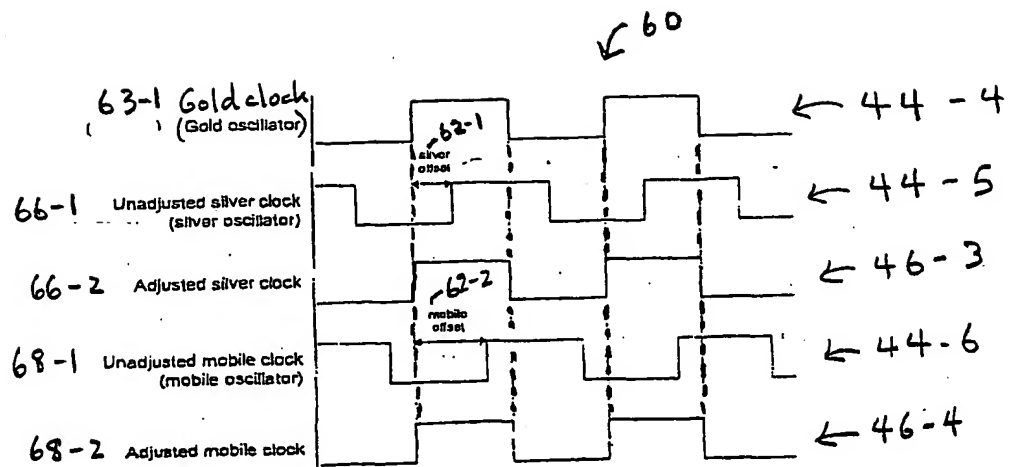 60
63-1 Gold clock
(Gold oscillator)
← 44-4
62-1
silver
offset
66-1 Unadjusted silver clock
(silver oscillator)
← 44-5
66-2 Adjusted silver clock
← 46-3
62-2
mobile
offset
68-1 Unadjusted mobile clock
(mobile oscillator)
← 44-6
68-2 Adjusted mobile clock
← 46-4